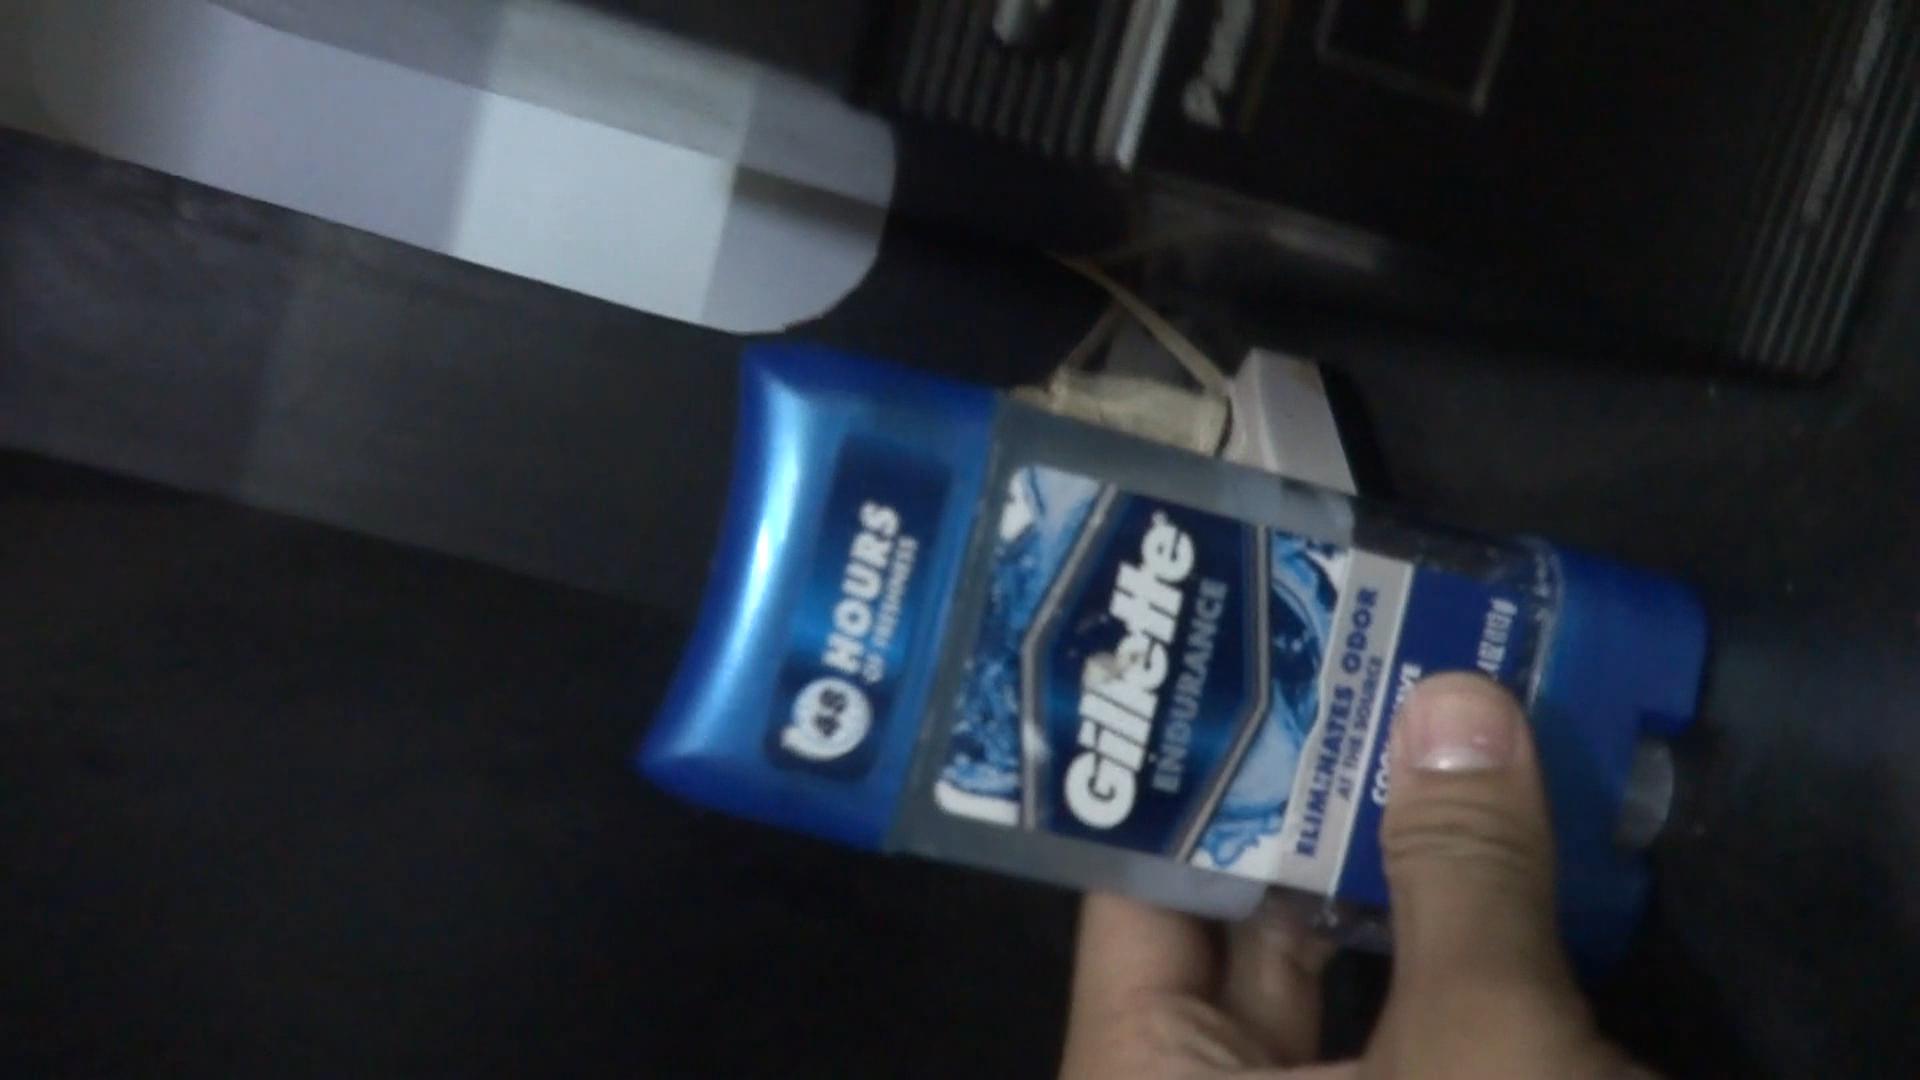 48 HOURS
OF FRESHNESS
Gillette
ENDURANCE
ELIMINATES ODOR
AT THE SOURCE